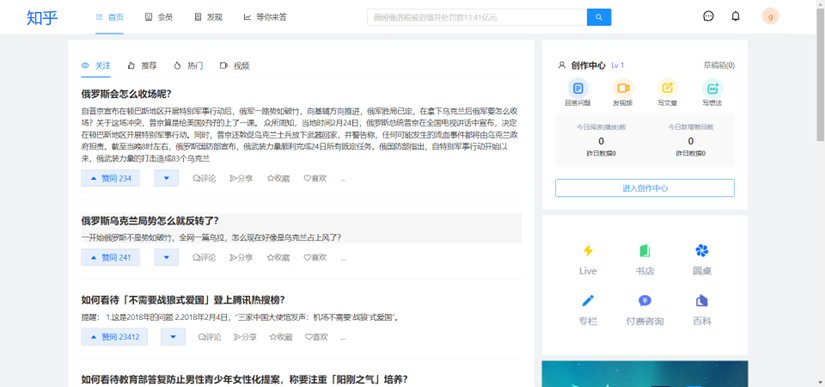 知乎
首页
会员
发现
等你来答
g
关注
推荐
热门
视频
俄罗斯会怎么收场呢?
自普京宣布在顿巴斯地区开展特别军事行动后，俄军一路势如破竹，向基辅方向推进，俄军胜局已定，在拿下乌克兰后俄军要怎么收
场? 关于这场冲突，普京算是给美国好好的上了一课。 众所周知，当地时间2月24日，俄罗斯总统普京在全国电视讲话中宣布，决定
在顿巴斯地区开展特别军事行动。同时，普京还敦促乌克兰士兵放下武器回家，并警告称，任何可能发生的流血事件都将由乌克兰政
府担责。截至当晚8时左右，俄罗斯国防部宣布，俄武装力量顺利完成24日所有既定任务。俄国防部指出，自特别军事行动开始以
来，俄武装力量的打击造成83个乌克兰
赞同 234
评论
分享
收藏
喜欢
...
俄罗斯乌克兰局势怎么就反转了?
一开始俄罗斯不是势如破竹，全网一篇乌拉，怎么现在好像是乌克兰占上风了?
赞同 241
评论
分享
收藏
喜欢
...
如何看待「不需要战狼式爱国」登上腾讯热搜榜?
提醒： 1.这是2018年的问题 2.2018年2月4日，“三家中国大使馆发声：机场不需要‘战狼’式爱国”。
赞同 23412
评论
分享
收藏
喜欢
...
如何看待教育部答复防止男性青少年女性化提案，称要注重「阳刚之气」培养?
创作中心 Lv 1
草稿箱(0)
回答问题
发视频
写文章
写想法
今日阅读(播放)数
0
昨日数据0
今日数增赞同数
0
昨日数据0
进入创作中心
Live
书店
圆桌
专栏
付费咨询
百科